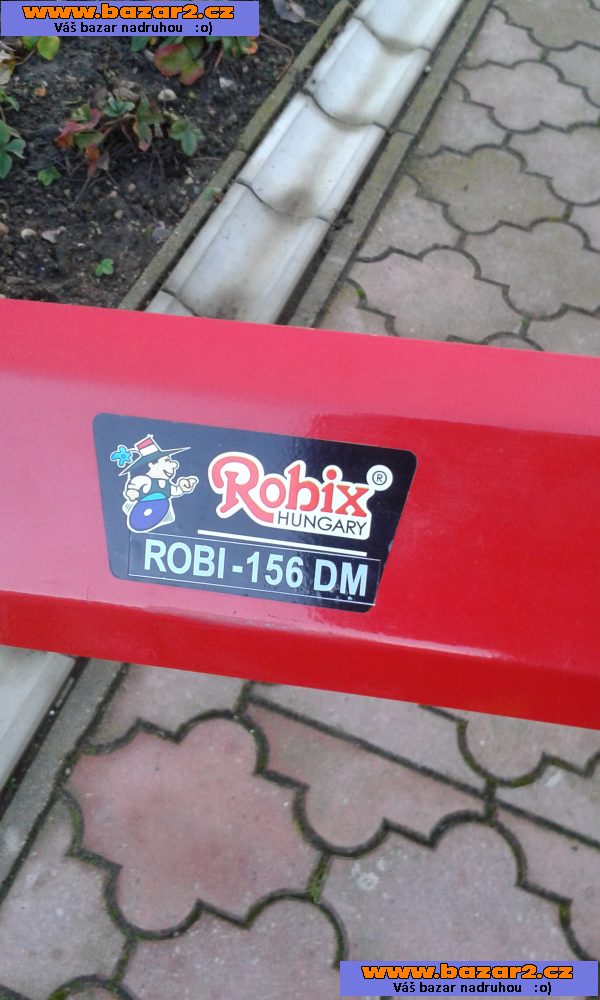 www.bazar2.cz
Váš bazar nadruhou :o)
Robix®
HUNGARY
ROBI-156 DM
www.bazar2.cz
Váš bazar nadruhou :o)